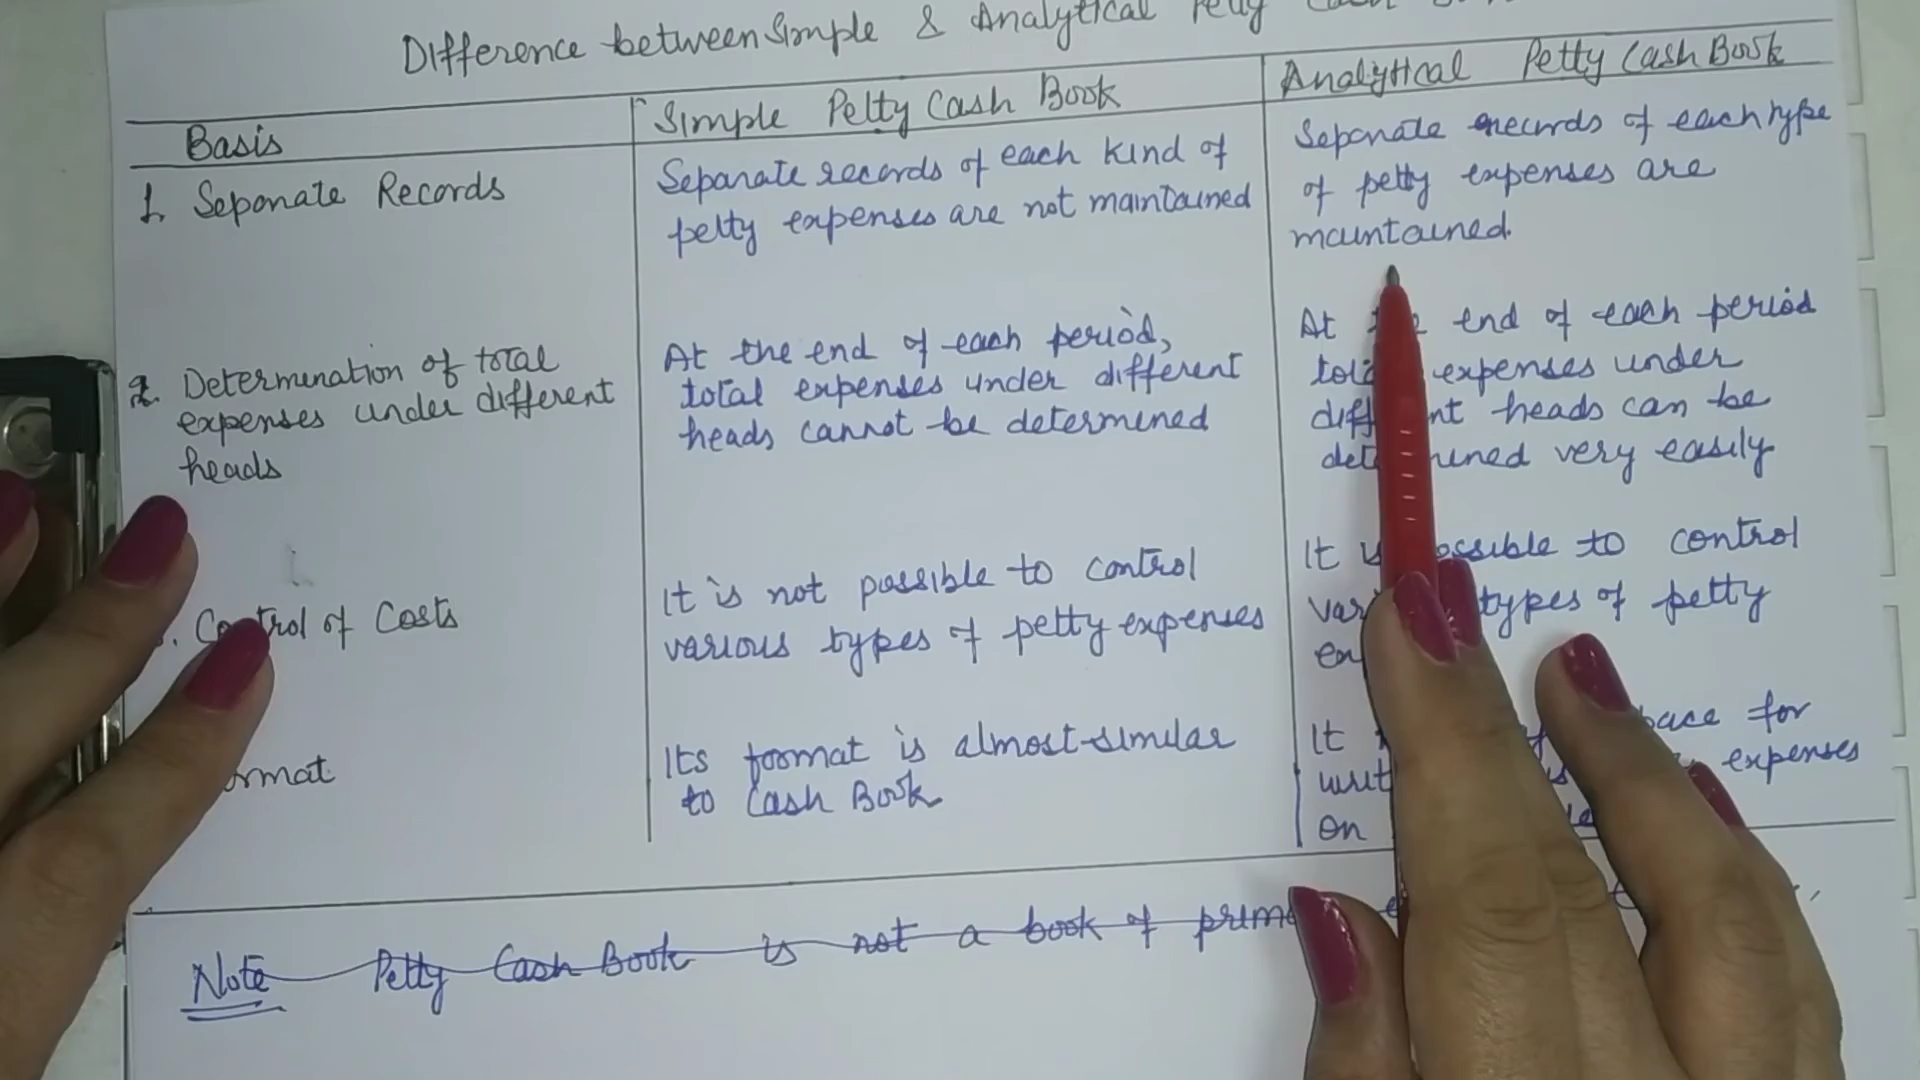 Difference between Simple & Analytical Petty Cash
Basis
Simple Petty Cash Book
Analytical Petty Cash Book
1. Separate Records
Separate records of each kind of
petty expenses are not maintained
Separate records of each type
of petty expenses are
maintained.
2. Determination of total
expenses under different
heads
At the end of each period,
total expenses under different
heads cannot be determined
At end of each period
expenses under
heads can be
very easily
Control of Costs
It is not possible to control
various types of petty expenses
It to control
types of petty
Its format is almost similar
to Cash Book
It for
expenses
on
Note Petty Cash Book is not a book of